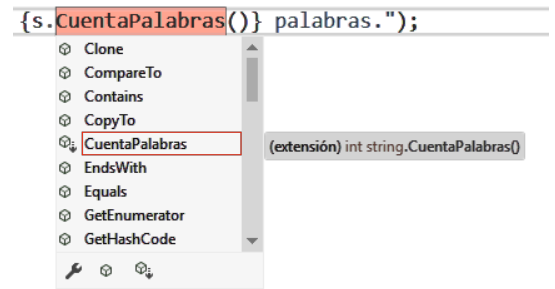 {s.CuentaPalabras()} palabras.");
Clone
CompareTo
Contains
CopyTo
CuentaPalabras
(extensión) int string.CuentaPalabras()
EndsWith
Equals
GetEnumerator
GetHashCode